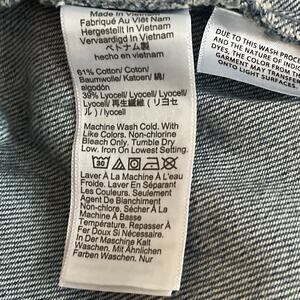 Made in Vietnam
Fabriqué Au Viêt Nam
Hergestellt In Vietnam
Vervaardigd In Vietnam
ベトナム製
hecho en vietnam
61% Cotton/ Coton/
Baumwolle/ Katoen/ 綿/
algodón
39% Lyocell/ Lyocell/ Lyocell/
Lyocell/ 再生繊維 (リヨセ
ル) / lyocell
Machine Wash Cold. With
Like Colors. Non-chlorine
Bleach Only. Tumble Dry
Low. Iron On Lowest Setting.
30
Laver À La Machine À L'eau
Froide. Laver En Séparant
Les Couleurs. Seulement
Agent De Blanchiment
Non-chlore. Sécher À La
Machine À Basse
Température. Repasser À
Fer Doux Si Nécessaire
In Der Maschine Kalt
Waschen. Mit Ähnlichen
Farben Waschen. Nur
DUE TO THIS WASH PROCE
AND THE NATURE OF INDI
DYES, THE COLOR FROM T
GARMENT MAY TRANSFE
ONTO LIGHT SURFACES.